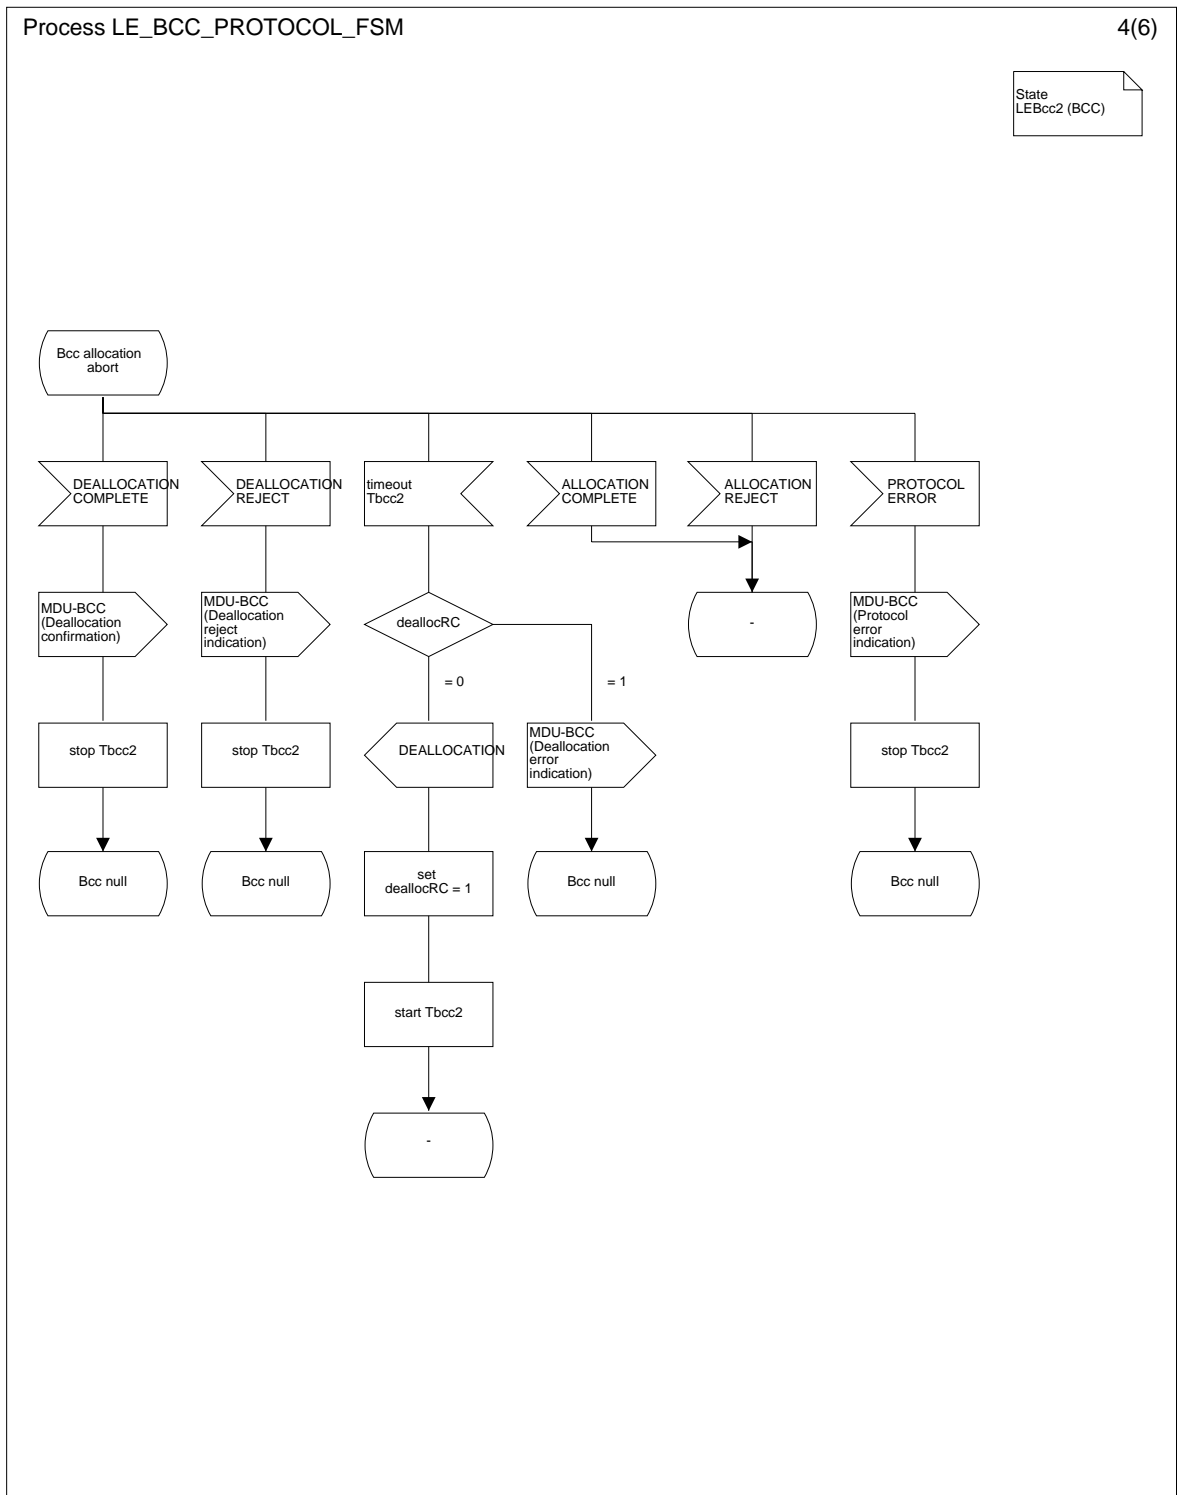 Process LE_BCC_PROTOCOL_FSM
4(6)
State
LEBcc2 (BCC)
Bcc allocation
abort
DEALLOCATION
COMPLETE
DEALLOCATION
REJECT
timeout
Tbcc2
ALLOCATION
COMPLETE
ALLOCATION
REJECT
PROTOCOL
ERROR
MDU-BCC
(Deallocation
confirmation)
MDU-BCC
(Deallocation
reject
indication)
deallocRC
-
MDU-BCC
(Protocol
error
indication)
= 0
= 1
stop Tbcc2
stop Tbcc2
DEALLOCATION
MDU-BCC
(Deallocation
error
indication)
stop Tbcc2
Bcc null
Bcc null
set
deallocRC = 1
Bcc null
Bcc null
start Tbcc2
-